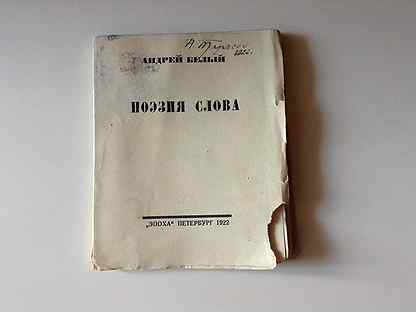 АНДРЕЙ БЕЛЫЙ
ПОЭЗИЯ СЛОВА
„ЭПОХА“ ПЕТЕРБУРГ 1922